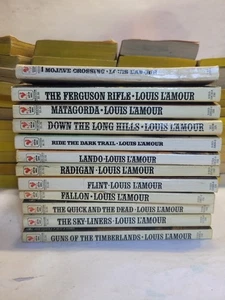 MOJAVE CROSSING · LOUIS L'AMOUR
THE FERGUSON RIFLE · LOUIS L'AMOUR
MATAGORDA · LOUIS L'AMOUR
DOWN THE LONG HILLS · LOUIS L'AMOUR
RIDE THE DARK TRAIL · LOUIS L'AMOUR
LANDO · LOUIS L'AMOUR
RADIGAN · LOUIS L'AMOUR
FLINT · LOUIS L'AMOUR
FALLON · LOUIS L'AMOUR
THE QUICK AND THE DEAD · LOUIS L'AMOUR
THE SKY-LINERS · LOUIS L'AMOUR
GUNS OF THE TIMBERLANDS · LOUIS L'AMOUR